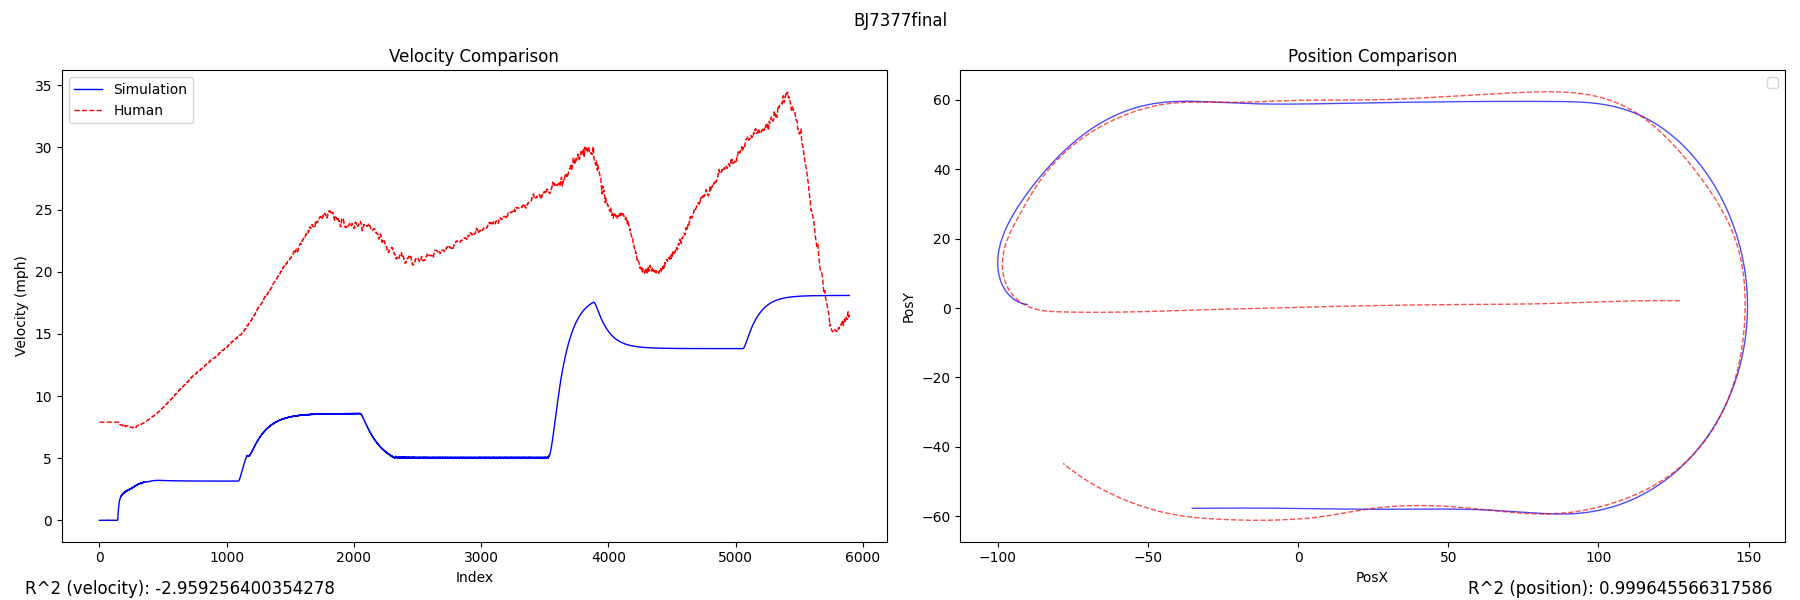 BJ7377final
Velocity Comparison
Simulation
Human
35
30
25
20
15
10
5
0
Velocity (mph)
0 1000 2000 3000 4000 5000 6000
Index
R^2 (velocity): -2.959256400354278
Position Comparison
60
40
20
0
−20
−40
−60
PosY
−100 −50 0 50 100 150
PosX
R^2 (position): 0.999645566317586